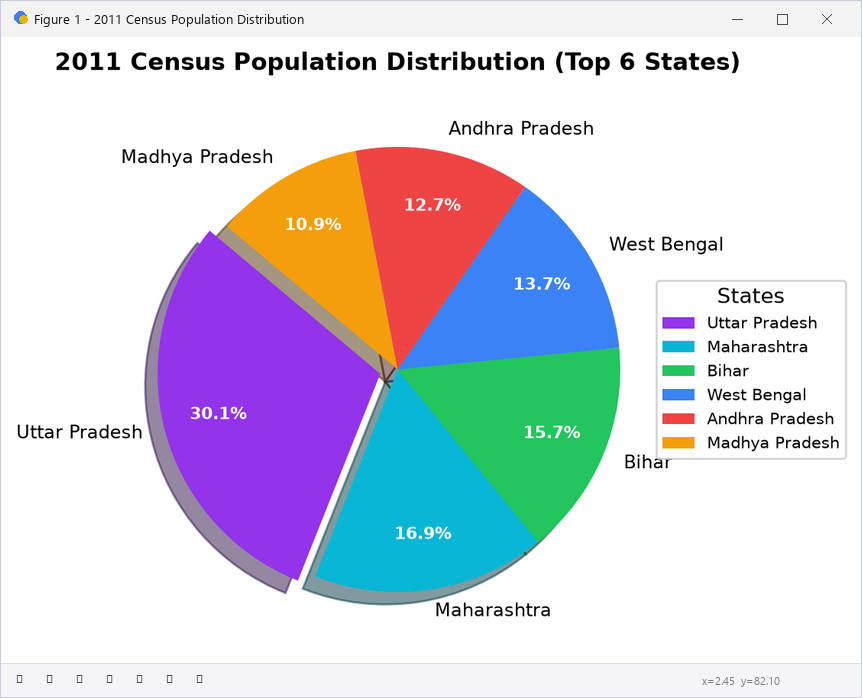 Figure 1 - 2011 Census Population Distribution
2011 Census Population Distribution (Top 6 States)
Andhra Pradesh
Madhya Pradesh
12.7%
10.9%
West Bengal
13.7%
States
Uttar Pradesh
Maharashtra
Bihar
West Bengal
Andhra Pradesh
Madhya Pradesh
30.1%
Uttar Pradesh
15.7%
Bihar
16.9%
Maharashtra
x=2.45 y=82.10